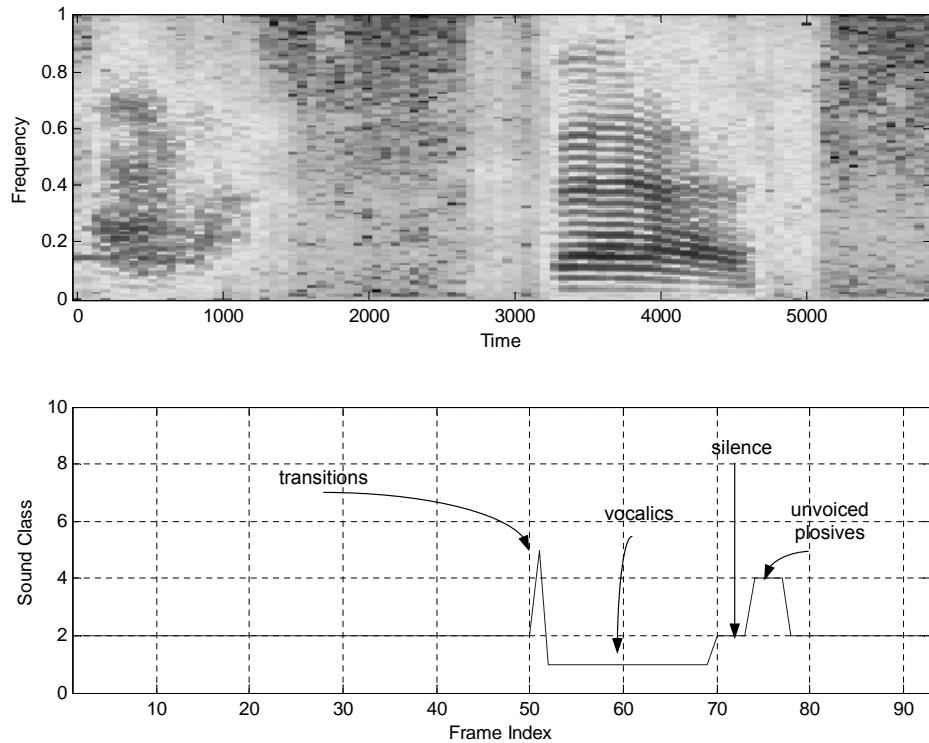 1
0.8
0.6
0.4
0.2
0
Frequency
0 1000 2000 3000 4000 5000
Time
10
8
6
4
2
0
Sound Class
transitions
vocalics
silence
unvoiced
plosives
10 20 30 40 50 60 70 80 90
Frame Index